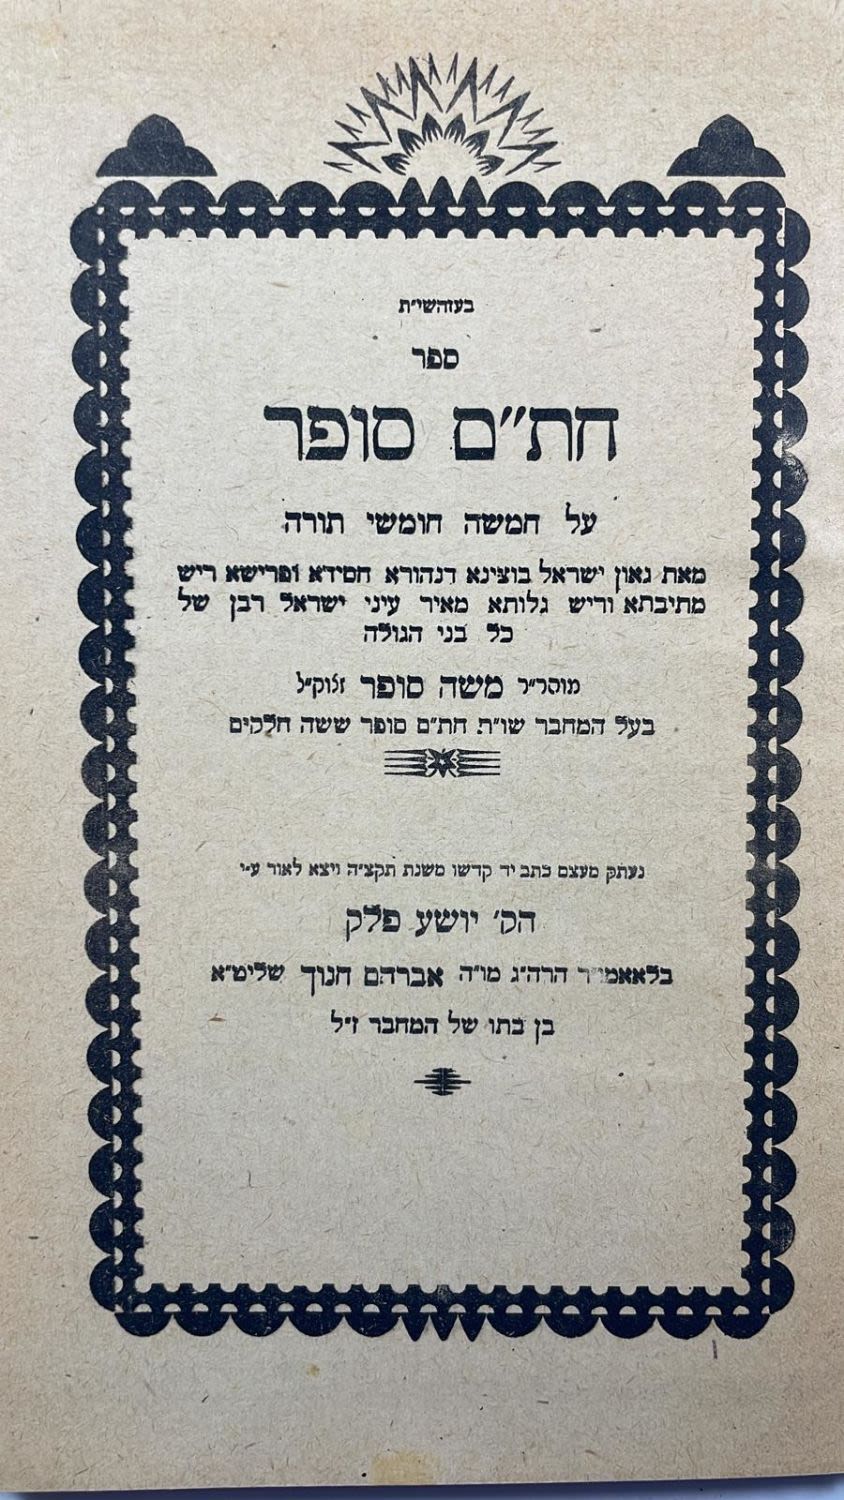 בעזהשי״ת
ספר
חת״ם סופר
על חמשה חומשי תורה
מאת גאון ישראל בוצינא דנהורא חסידא ופרישא ריש
מתיבתא וריש גלותא מאיר עיני ישראל רבן של
כל בני הגולה
מוהר״ר משה סופר זלוק״ל
בעל המחבר שו״ת חת״ם סופר ששה חלקים
נעתק מעצם כתב יד קדשו משנת תקצ״ה ויצא לאור ע״י
הק׳ יושע פלק
בלאאמו״ר הרה״ג מו״ה אברהם חנוך שליט״א
בן בתו של המחבר ז״ל